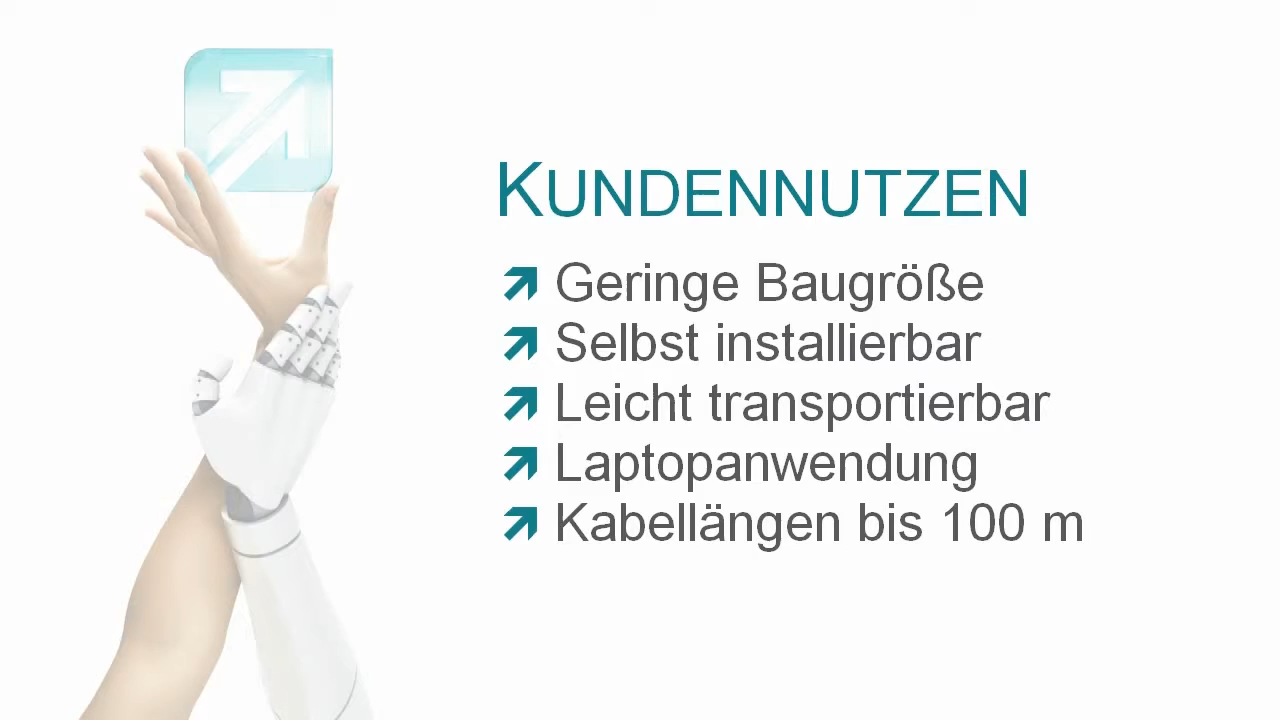 KUNDENNUTZEN
Geringe Baugröße
Selbst installierbar
Leicht transportierbar
Laptopanwendung
Kabellängen bis 100 m